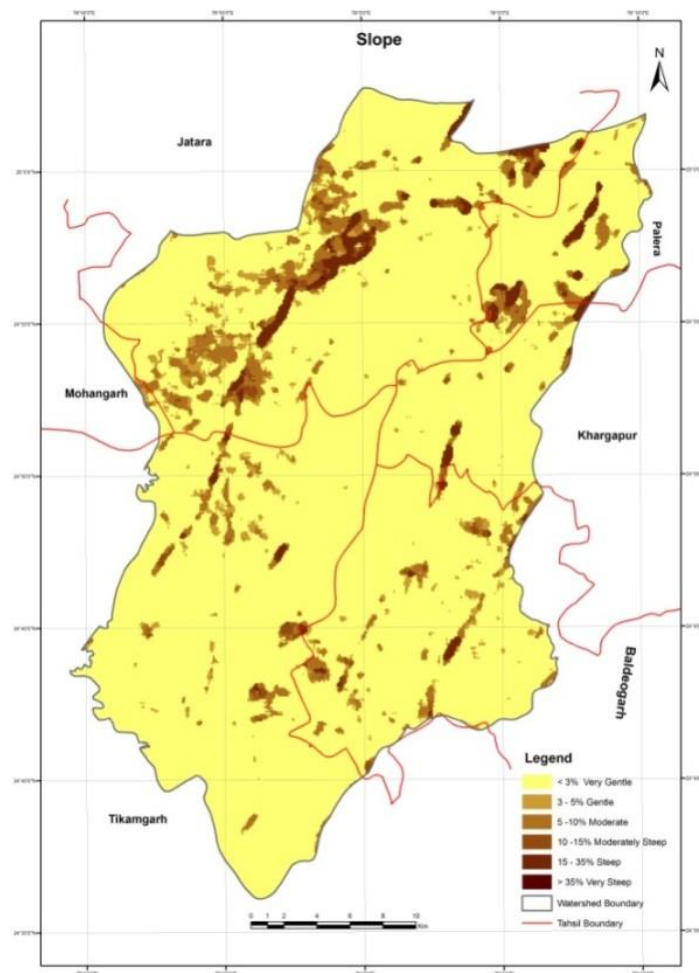 Slope
N
Jatara
Palera
Mohangarh
Khargapur
Baldeogarh
Tikamgarh
Legend
< 3% Very Gentle
3 - 5% Gentle
5 -10% Moderate
10 -15% Moderately Steep
15 - 35% Steep
> 35% Very Steep
Watershed Boundary
Tahsil Boundary
0 1 2 4 6 8 10
Km